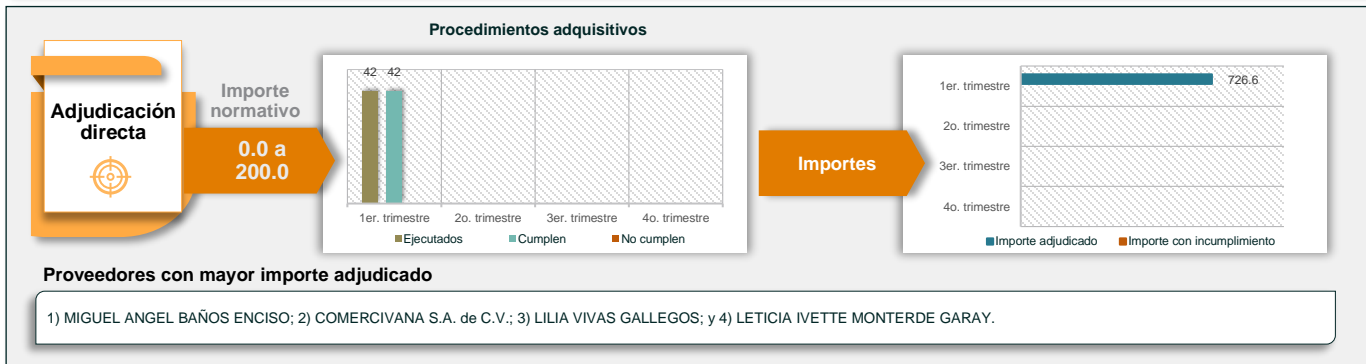 Procedimientos adquisitivos
Adjudicación
directa
Importe
normativo
0.0 a
200.0
42 42
1er. trimestre 2o. trimestre 3er. trimestre 4o. trimestre
Ejecutados Cumplen No cumplen
Importes
1er. trimestre 726.6
2o. trimestre
3er. trimestre
4o. trimestre
Importe adjudicado Importe con incumplimiento
Proveedores con mayor importe adjudicado
1) MIGUEL ANGEL BAÑOS ENCISO; 2) COMERCIVANA S.A. de C.V.; 3) LILIA VIVAS GALLEGOS; y 4) LETICIA IVETTE MONTERDE GARAY.